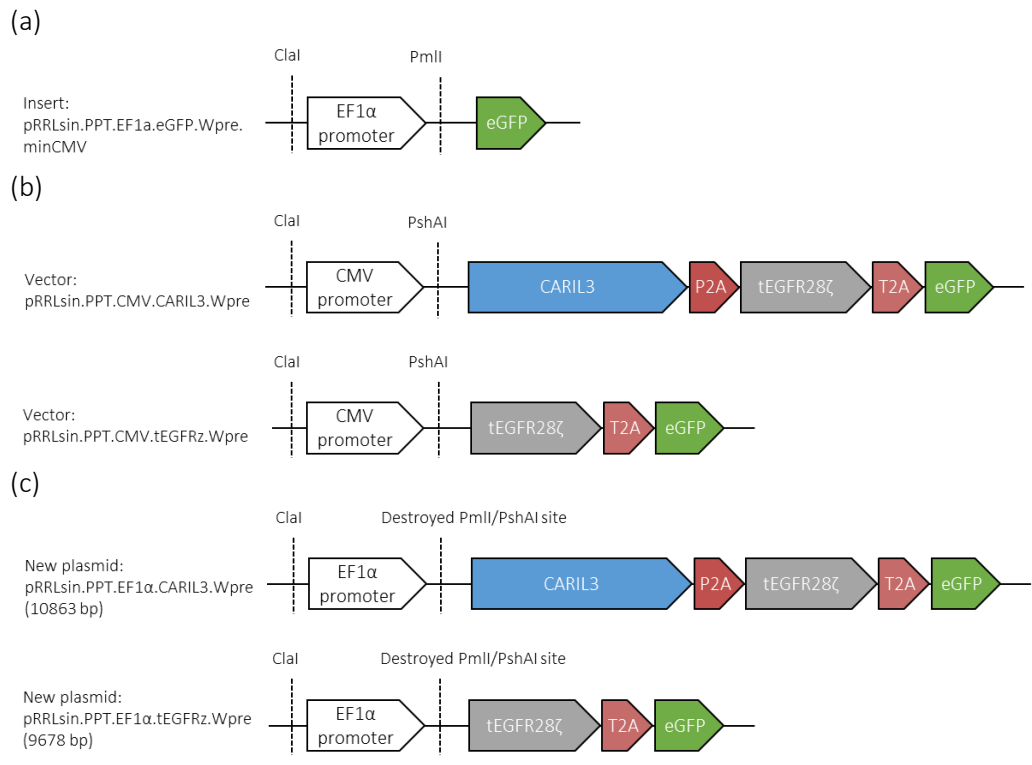 (a)
ClaI
PmlI
Insert:
pRRLsin.PPT.EF1a.eGFP.Wpre.
minCMV
EF1α
promoter
eGFP
(b)
ClaI
PshAI
Vector:
pRRLsin.PPT.CMV.CARIL3.Wpre
CMV
promoter
CARIL3
P2A
tEGFR28ζ
T2A
eGFP
ClaI
PshAI
Vector:
pRRLsin.PPT.CMV.tEGFRz.Wpre
CMV
promoter
tEGFR28ζ
T2A
eGFP
(c)
ClaI
Destroyed PmlI/PshAI site
New plasmid:
pRRLsin.PPT.EF1α.CARIL3.Wpre
(10863 bp)
EF1α
promoter
CARIL3
P2A
tEGFR28ζ
T2A
eGFP
ClaI
Destroyed PmlI/PshAI site
New plasmid:
pRRLsin.PPT.EF1α.tEGFRz.Wpre
(9678 bp)
EF1α
promoter
tEGFR28ζ
T2A
eGFP